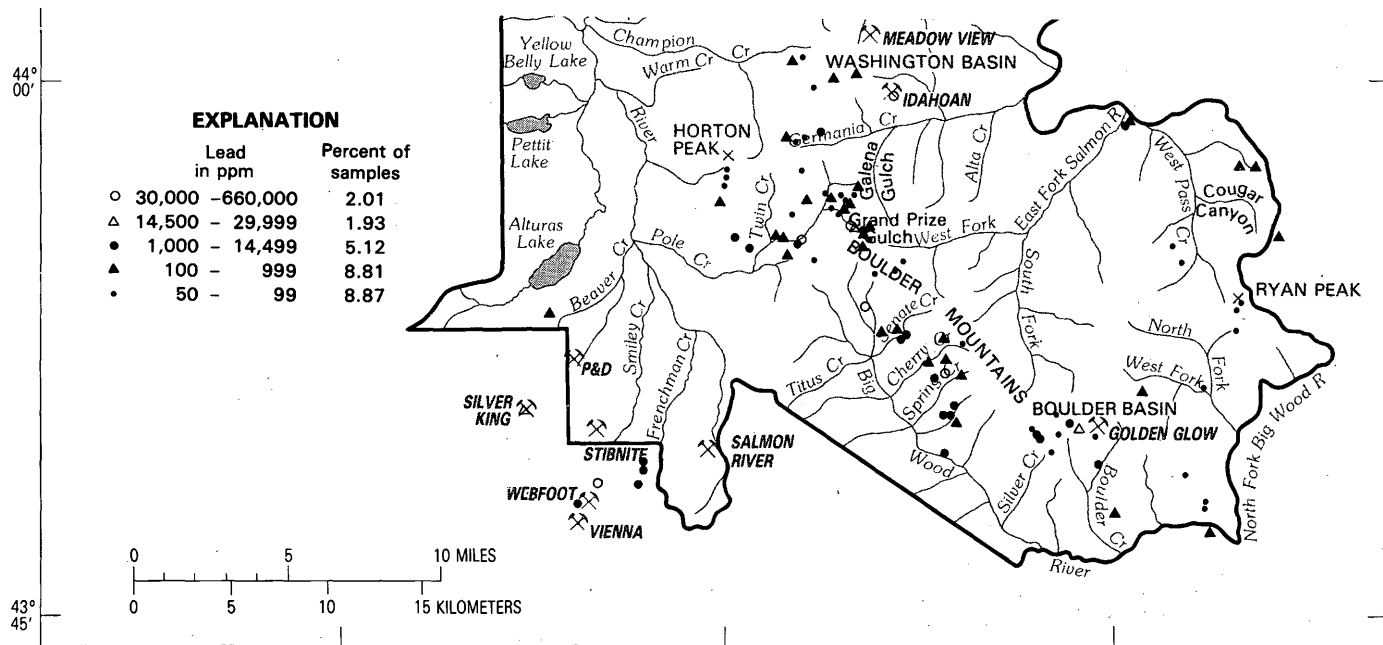 Yellow
Belly Lake
Champion
Cr
Warm Cr
MEADOW VIEW
WASHINGTON BASIN
IDAHOAN
44°
00'
EXPLANATION
Lead
in ppm
Percent of
samples
30,000 - 660,000 2.01
14,500 - 29,999 1.93
1,000 - 14,499 5.12
100 - 999 8.81
50 - 99 8.87
Pettit
Lake
River
HORTON
PEAK
Germania
Cr
Galena
Gulch
Alta Cr
East Fork Salmon R
West Pass
Cr
Cougar
Canyon
Alturas
Lake
Twin Cr
Grand Prize
Gulch
West Fork
Pole
Cr
Beaver Cr
BOULDER
MOUNTAINS
South
Fork
RYAN PEAK
Smiley Cr
Frenchman Cr
Senate Cr
North
Fork
P&D
Titus Cr
Big
Cherry Cr
Spring Cr
West Fork
SILVER
KING
STIBNITE
SALMON
RIVER
BOULDER BASIN
GOLDEN GLOW
Wood
Silver Cr
Boulder
Cr
North Fork Big Wood R
WEBFOOT
VIENNA
River
0 5 10 MILES
0 5 10 15 KILOMETERS
43°
45'